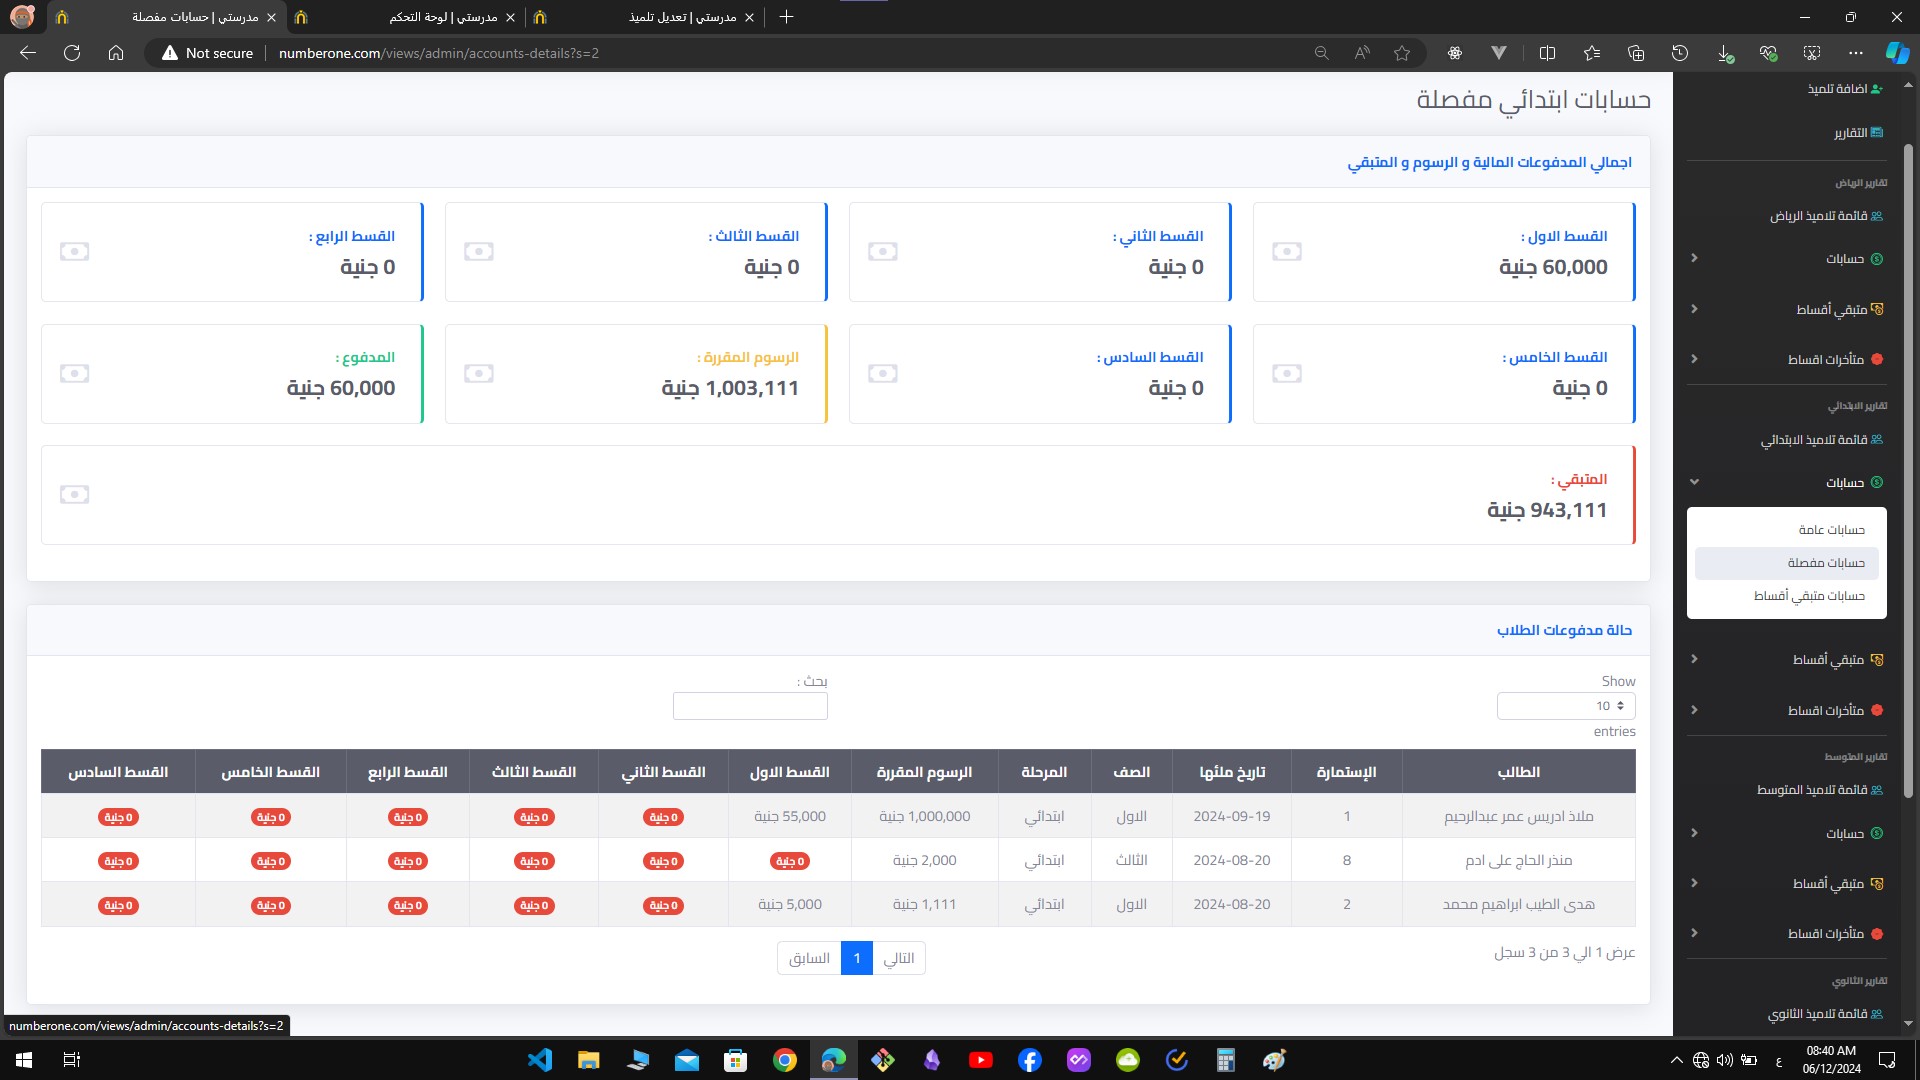 مدرستي | حسابات مفصلة
مدرستي | لوحة التحكم
مدرستي | تعديل تلميذ
Not secure
numberone.com/views/admin/accounts-details?s=2
اضافة تلميذ
التقارير
تقارير الرياض
قائمة تلاميذ الرياض
حسابات
متبقي أقساط
متأخرات اقساط
تقارير الابتدائي
قائمة تلاميذ الابتدائي
حسابات
حسابات عامة
حسابات مفصلة
حسابات متبقي أقساط
متبقي أقساط
متأخرات اقساط
تقارير المتوسط
قائمة تلاميذ المتوسط
حسابات
متبقي أقساط
متأخرات اقساط
تقارير الثانوي
قائمة تلاميذ الثانوي
حسابات ابتدائي مفصلة
اجمالي المدفوعات المالية و الرسوم و المتبقي
القسط الاول :
60,000 جنية
القسط الثاني :
0 جنية
القسط الثالث :
0 جنية
القسط الرابع :
0 جنية
القسط الخامس :
0 جنية
القسط السادس :
0 جنية
الرسوم المقررة :
1,003,111 جنية
المدفوع :
60,000 جنية
المتبقي :
943,111 جنية
حالة مدفوعات الطلاب
Show
10
entries
بحث :
الطالب الإستمارة تاريخ ملئها الصف المرحلة الرسوم المقررة القسط الاول القسط الثاني القسط الثالث القسط الرابع القسط الخامس القسط السادس
ملاذ ادريس عمر عبدالرحيم 1 2024-09-19 الاول ابتدائي 1,000,000 جنية 55,000 جنية 0 جنية 0 جنية 0 جنية 0 جنية 0 جنية
منذر الحاج على ادم 8 2024-08-20 الثالث ابتدائي 2,000 جنية 0 جنية 0 جنية 0 جنية 0 جنية 0 جنية 0 جنية
هدى الطيب ابراهيم محمد 2 2024-08-20 الاول ابتدائي 1,111 جنية 5,000 جنية 0 جنية 0 جنية 0 جنية 0 جنية 0 جنية
عرض 1 الي 3 من 3 سجل
التالي 1 السابق
numberone.com/views/admin/accounts-details?s=2
ع
08:40 AM
06/12/2024